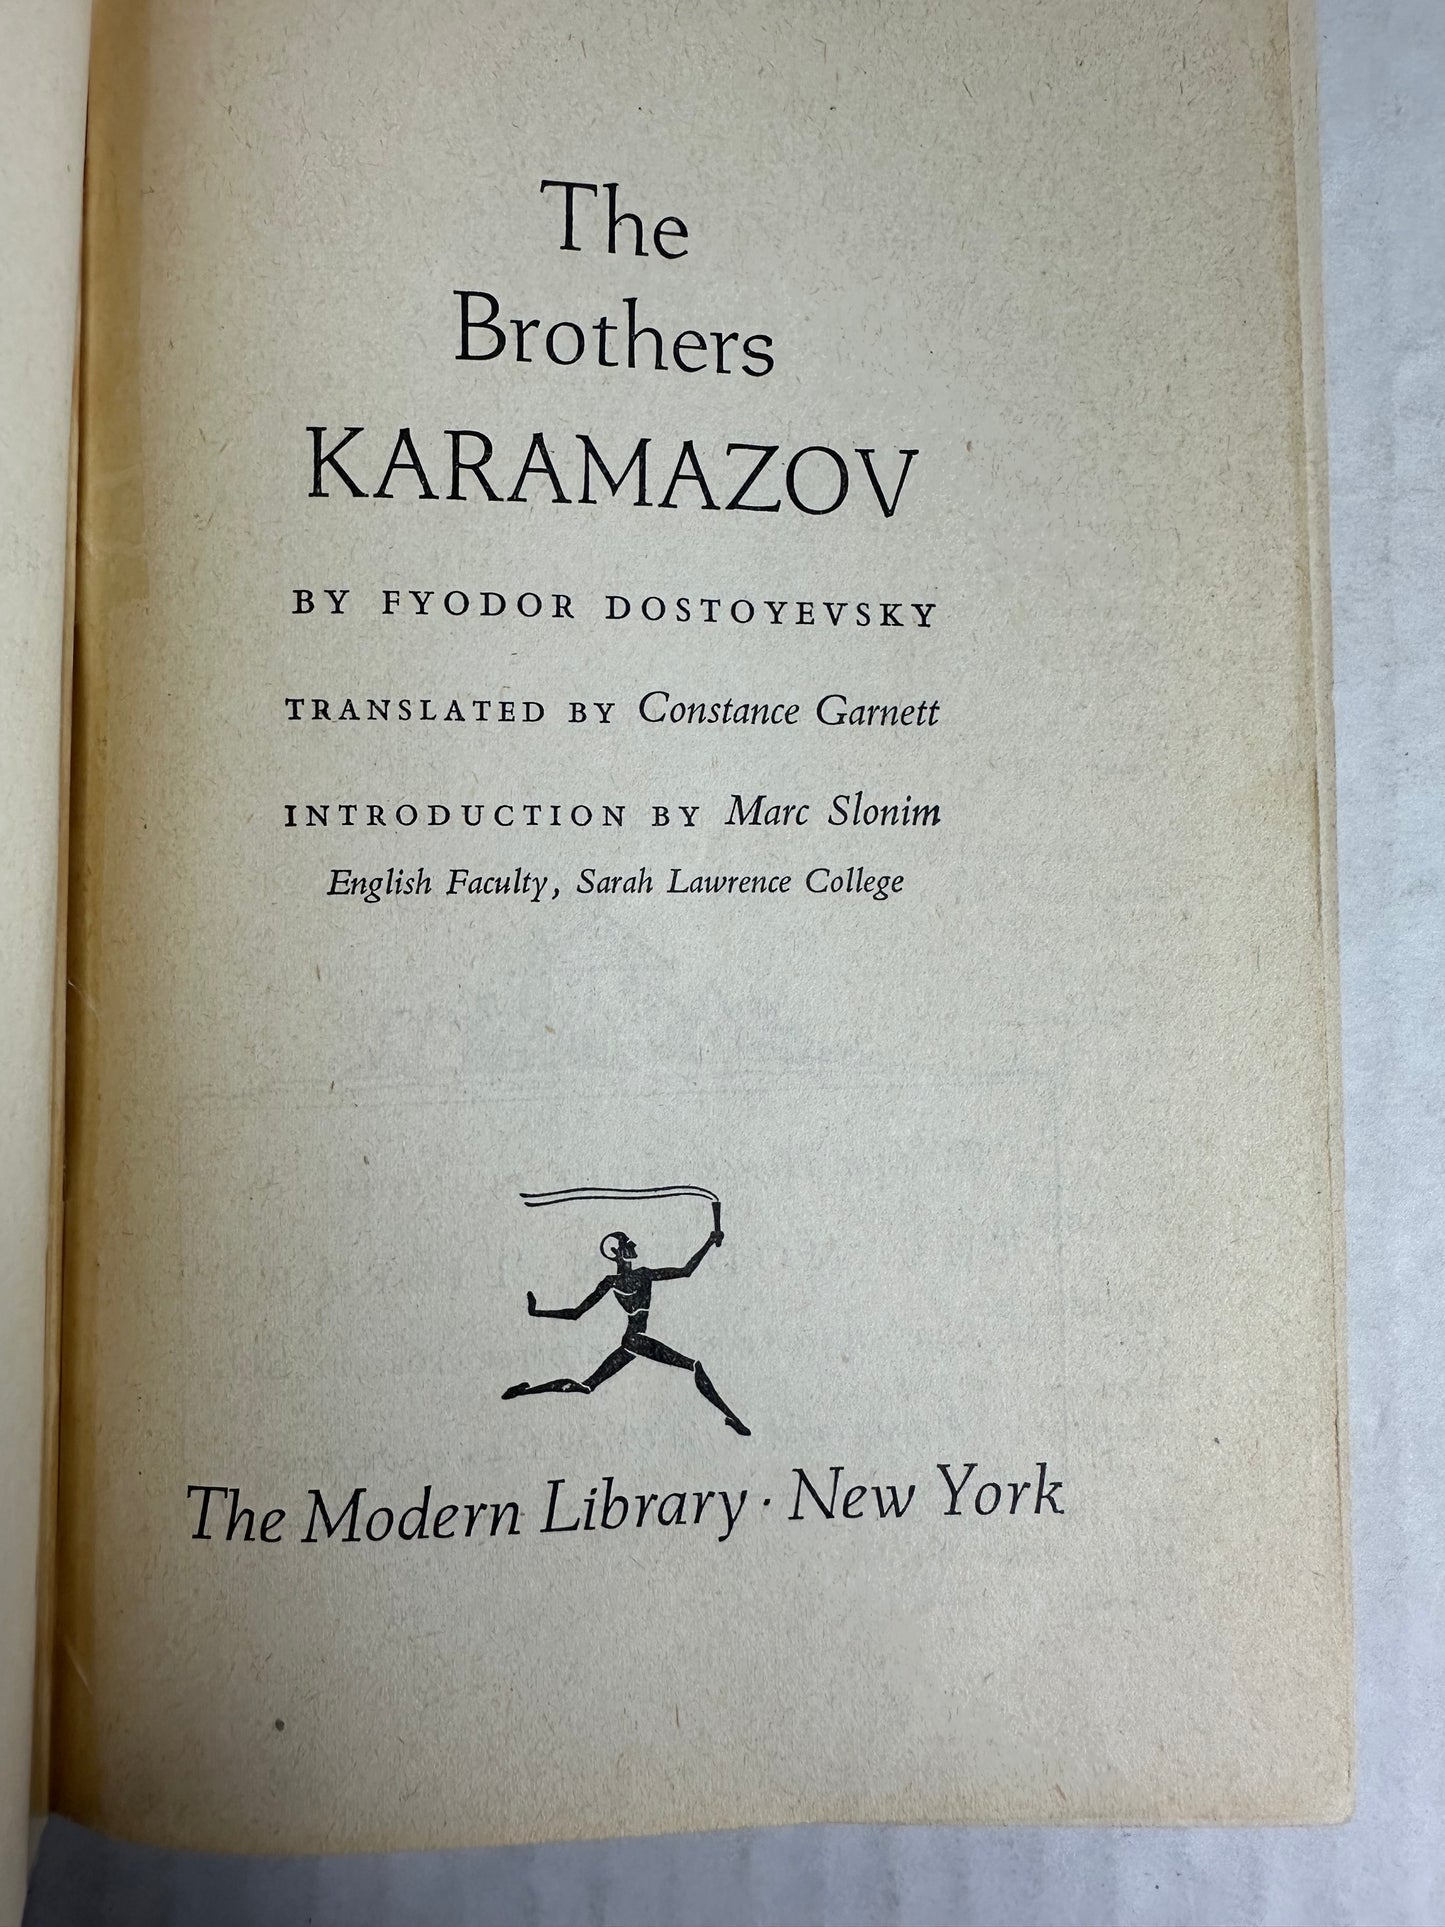 The
Brothers
KARAMAZOV
BY FYODOR DOSTOYEVSKY
TRANSLATED BY Constance Garnett
INTRODUCTION BY Marc Slonim
English Faculty, Sarah Lawrence College
The Modern Library · New York